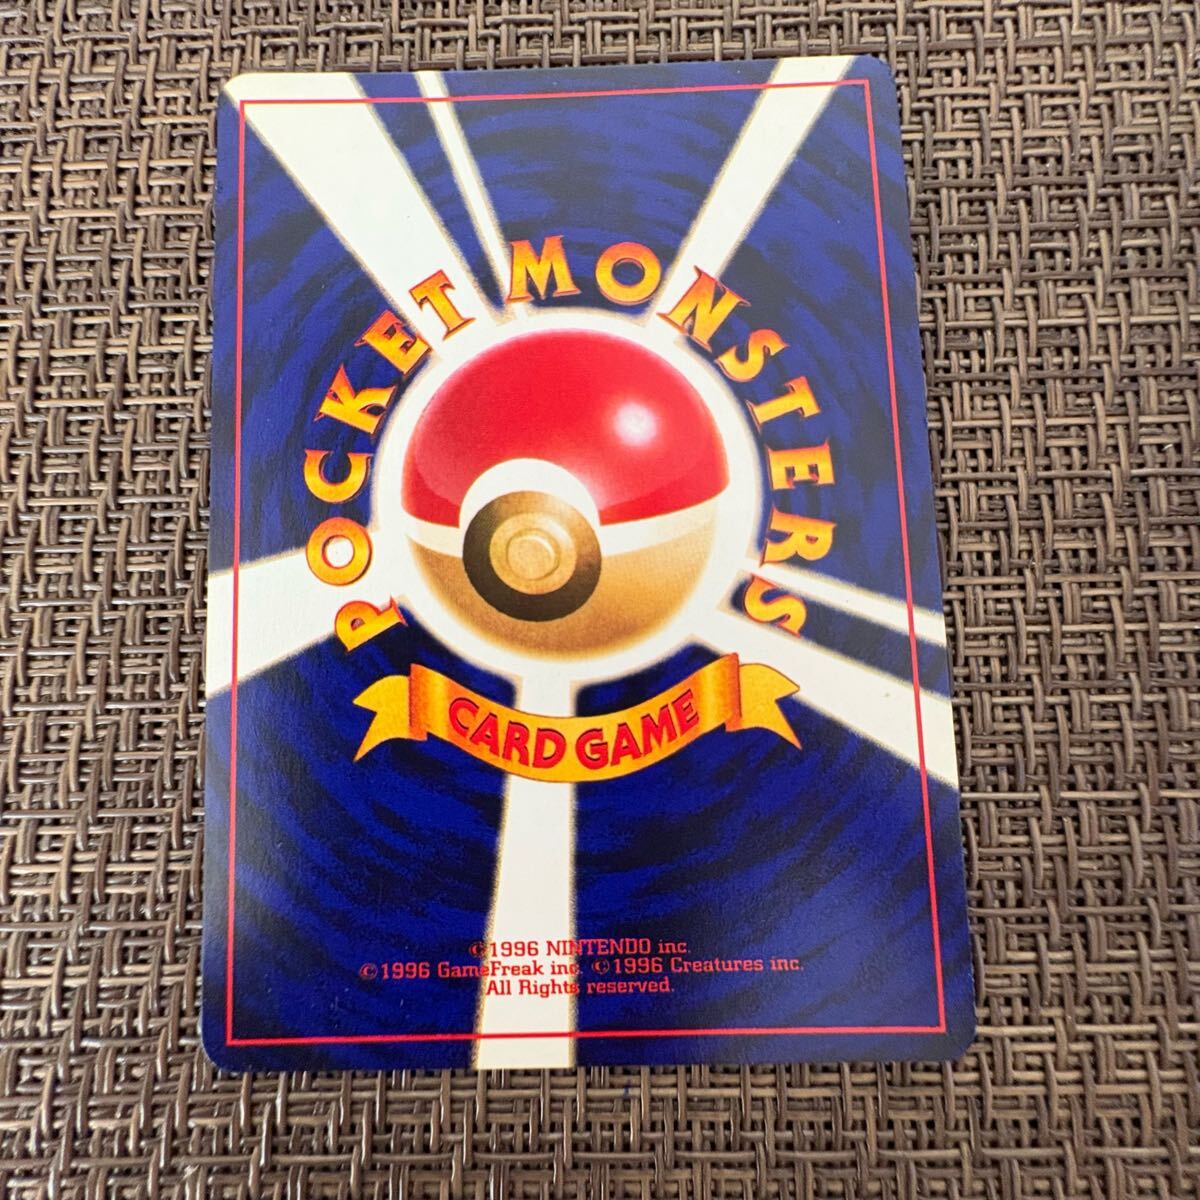 POCKET MONSTERS
CARD GAME
©1996 NINTENDO inc.
©1996 GameFreak inc. ©1996 Creatures inc.
All Rights reserved.